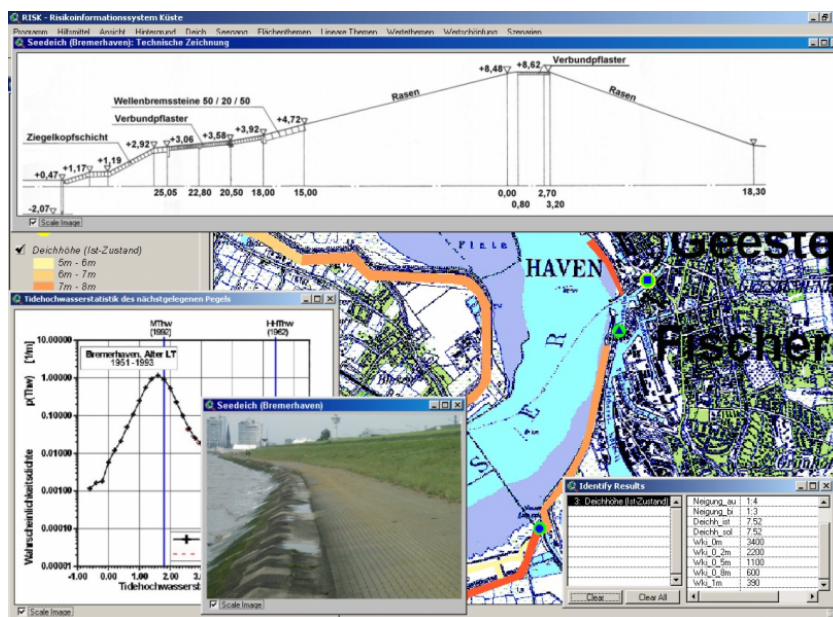 RISK - Risikoinformationssystem Küste
Programm Hilfsmittel Ansicht Hintergrund Deich Seegang Flächenthemen Lineare Themen Wertethemen Wertschöpfung Szenarien
Seedeich (Bremerhaven): Technische Zeichnung
+8,48 +8,62 Verbundpflaster
Rasen Rasen
Wellenbremssteine 50 / 20 / 50
+4,72
Verbundpflaster
+3,92
+3,58
+3,06
Ziegelkopfschicht
+2,92
+1,19
+1,17
+0,47
25,05 22,80 20,50 18,00 15,00 0,00 2,70 18,30
0,80 3,20
-2,07
Scale Image
Deichhöhe (Ist-Zustand)
5m - 6m
6m - 7m
7m - 8m
HAVEN
Geeste
Fischer
Tidehochwasserstatistik des nächstgelegenen Pegels
MThw
(1992)
HHThw
(1962)
10.00000
[1/m]
Bremerhaven, Alter LT
1951 -1993
1.00000
p(Thw)
0.10000
0.01000
0.00100
0.00010
0.00001
Wahrscheinlichkeitsdichte
-1.00 0.00 1.00 2.00
Tidehochwassersta
Scale Image
Seedeich (Bremerhaven)
Scale Image
Identify Results
3: Deichhöhe (Ist-Zustand)
Neigung_au 1:4
Neigung_bi 1:3
Deichh_ist 7.52
Deichh_sol 7.52
Wki_0m 3400
Wki_0_2m 2200
Wki_0_5m 1100
Wki_0_8m 600
Wki_1m 390
Clear Clear All